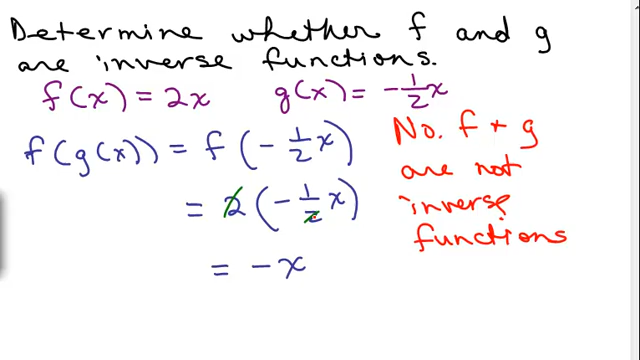 Determine whether f and g
are inverse functions.
f(x) = 2x g(x) = -1/2 x
f(g(x)) = f(-1/2 x)
= 2(-1/2 x)
= -x
No. f + g
are not
inverse
functions